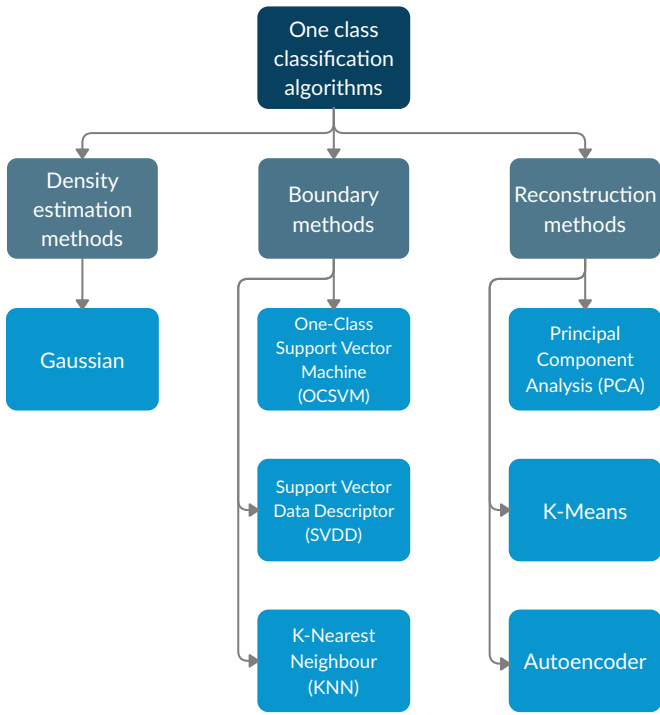 One class
classification
algorithms
Density
estimation
methods
Boundary
methods
Reconstruction
methods
Gaussian
One-Class
Support Vector
Machine
(OCSVM)
Principal
Component
Analysis (PCA)
Support Vector
Data Descriptor
(SVDD)
K-Means
K-Nearest
Neighbour
(KNN)
Autoencoder